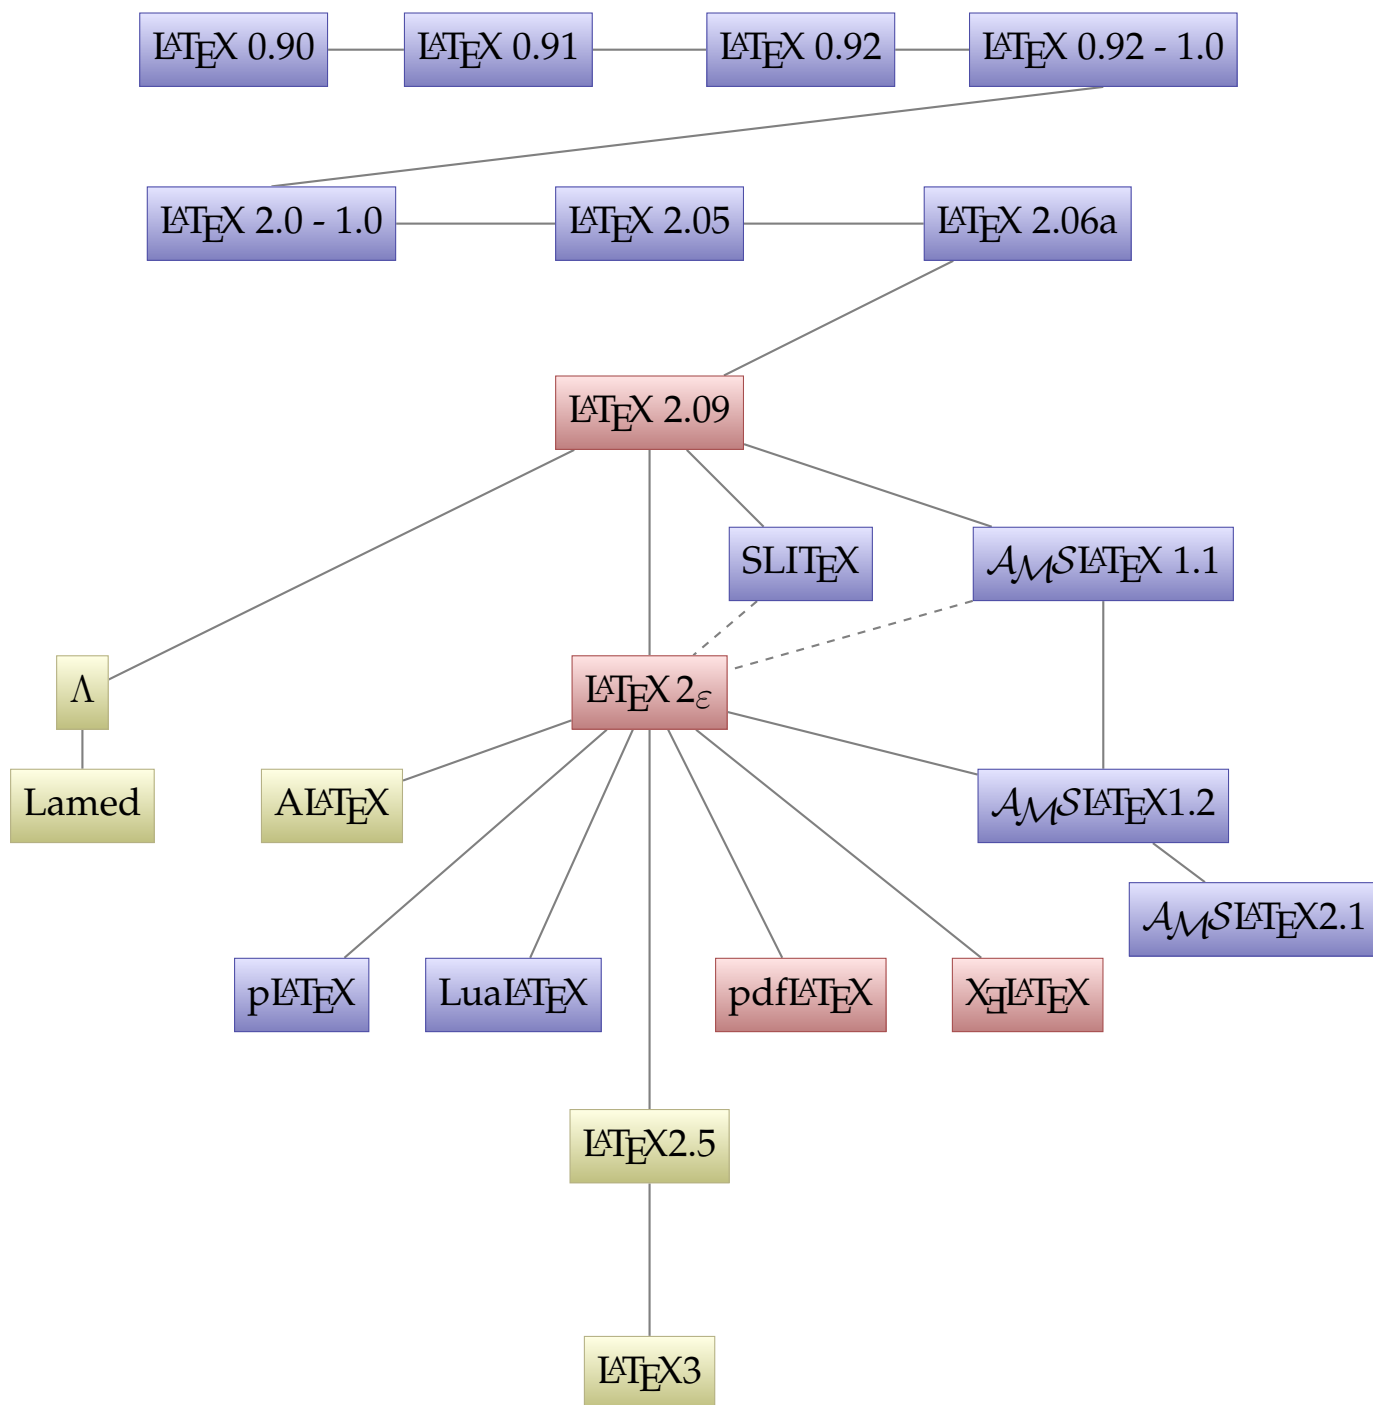 LATEX 0.90
LATEX 0.91
LATEX 0.92
LATEX 0.92 - 1.0
LATEX 2.0 - 1.0
LATEX 2.05
LATEX 2.06a
LATEX 2.09
SLITEX
AMSLATEX 1.1
Λ
LATEX 2ε
Lamed
ALATEX
AMSLATEX1.2
AMSLATEX2.1
pLATEX
LuaLATEX
pdfLATEX
XƎLATEX
LATEX2.5
LATEX3